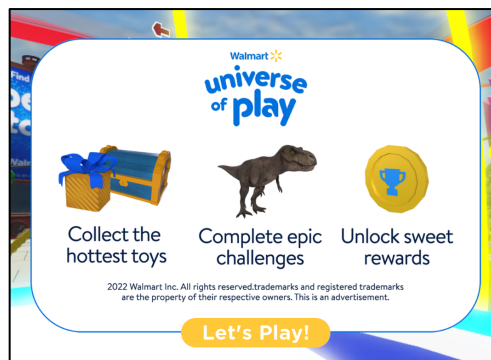 Walmart
universe
of play
Collect the
hottest toys
Complete epic
challenges
Unlock sweet
rewards
2022 Walmart Inc. All rights reserved.trademarks and registered trademarks
are the property of their respective owners. This is an advertisement.
Let's Play!
Find